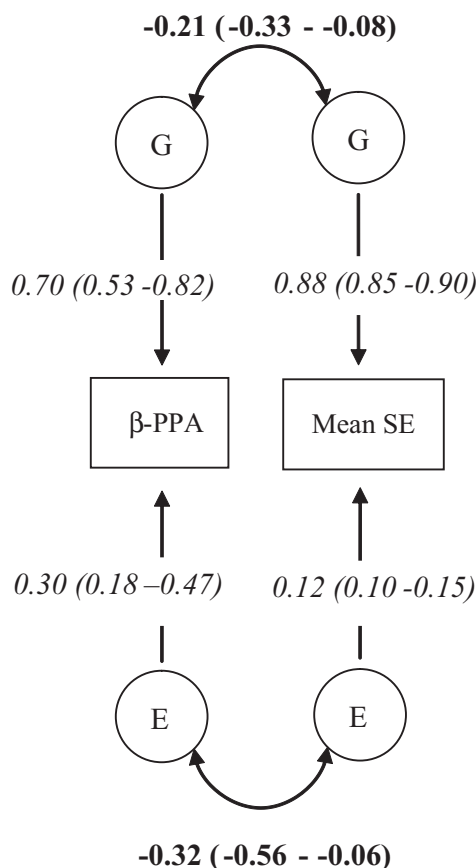 -0.21 (-0.33 - -0.08)
G G
0.70 (0.53 -0.82) 0.88 (0.85 -0.90)
β-PPA Mean SE
0.30 (0.18 –0.47) 0.12 (0.10 -0.15)
E E
-0.32 (-0.56 - -0.06)